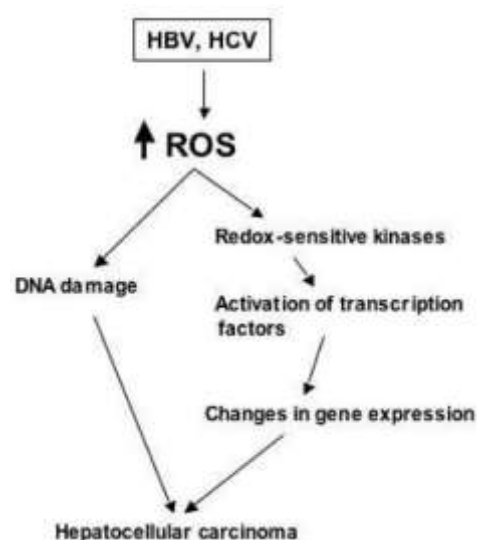 HBV, HCV
ROS
Redox-sensitive kinases
DNA damage
Activation of transcription
factors
Changes in gene expression
Hepatocellular carcinoma